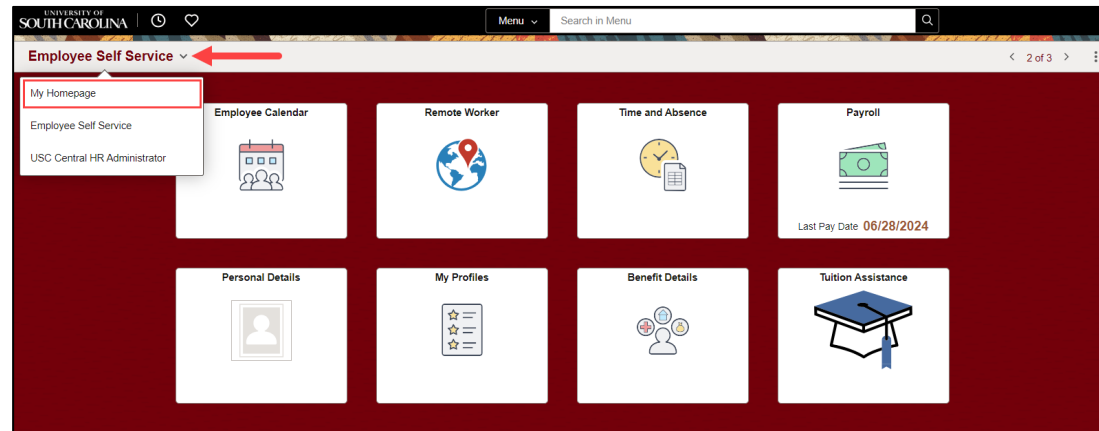 UNIVERSITY OF
SOUTH CAROLINA
Menu
Search in Menu
Employee Self Service
2 of 3
My Homepage
Employee Self Service
USC Central HR Administrator
Employee Calendar
Remote Worker
Time and Absence
Payroll
Last Pay Date 06/28/2024
Personal Details
My Profiles
Benefit Details
Tuition Assistance